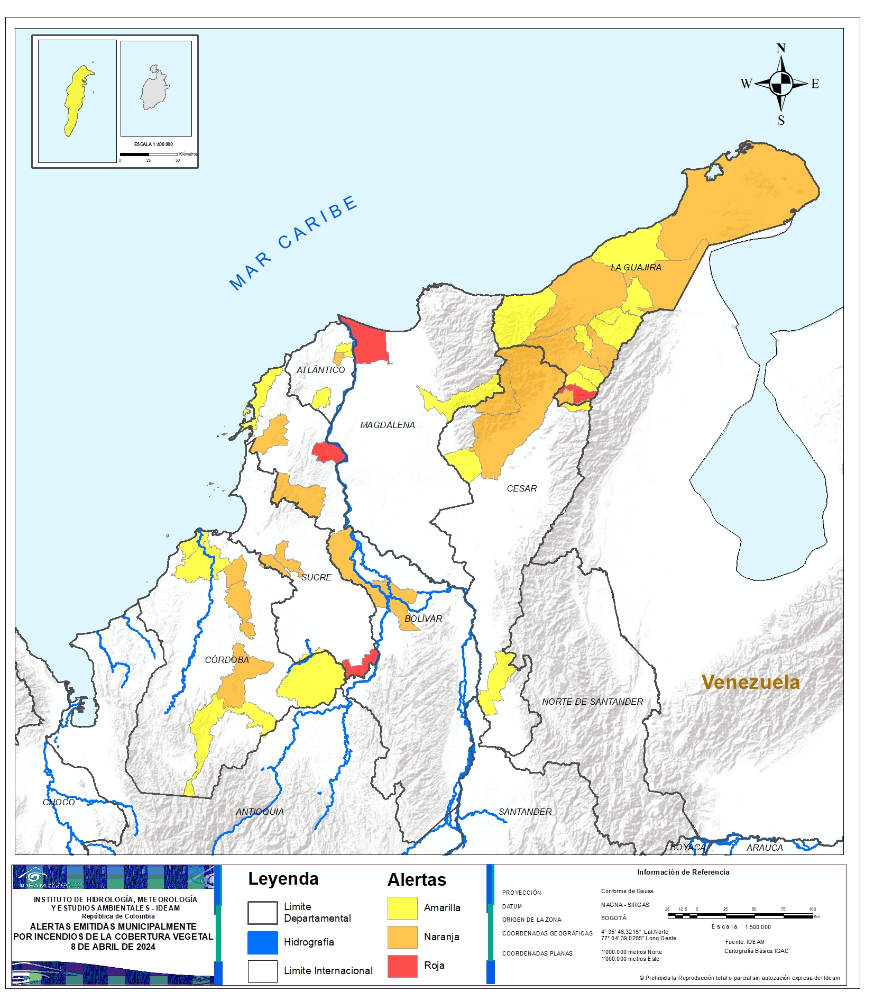 N
W E
S
ESCALA 1:400.000
Kilómetros
0 25 50
MAR CARIBE
LA GUAJIRA
ATLÁNTICO
MAGDALENA
CESAR
SUCRE
BOLÍVAR
CÓRDOBA
Venezuela
NORTE DE SANTANDER
CHOCÓ
ANTIOQUIA
SANTANDER
BOYACÁ
ARAUCA
IDEAM
INSTITUTO DE HIDROLOGÍA, METEOROLOGÍA
Y ESTUDIOS AMBIENTALES - IDEAM
República de Colombia
ALERTAS EMITIDAS MUNICIPALMENTE
POR INCENDIOS DE LA COBERTURA VEGETAL
8 DE ABRIL DE 2024
Leyenda
Limite
Departamental
Hidrografía
Limite Internacional
Alertas
Amarilla
Naranja
Roja
Información de Referencia
PROYECCIÓN Conforme de Gauss
DATUM MAGNA - SIRGAS
ORIGEN DE LA ZONA BOGOTÁ
COORDENADAS GEOGRÁFICAS 4° 35' 46,3215" Lat.Norte
77° 04' 39,0285" Long.Oeste
COORDENADAS PLANAS 1'000.000 metros Norte
1'000.000 metros Este
25 12,5 0 25 50 75 100
Km
Escala 1:500.000
Fuente: IDEAM
Cartografía Básica IGAC
© Prohibida la Reproducción total o parcial sin autozación expresa del Ideam